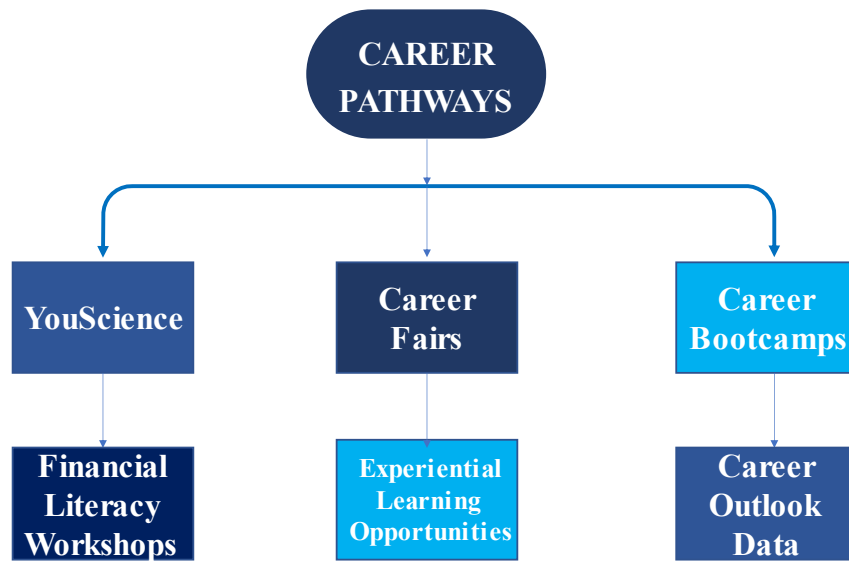 CAREER
PATHWAYS
YouScience
Career
Fairs
Career
Bootcamps
Financial
Literacy
Workshops
Experiential
Learning
Opportunities
Career
Outlook
Data